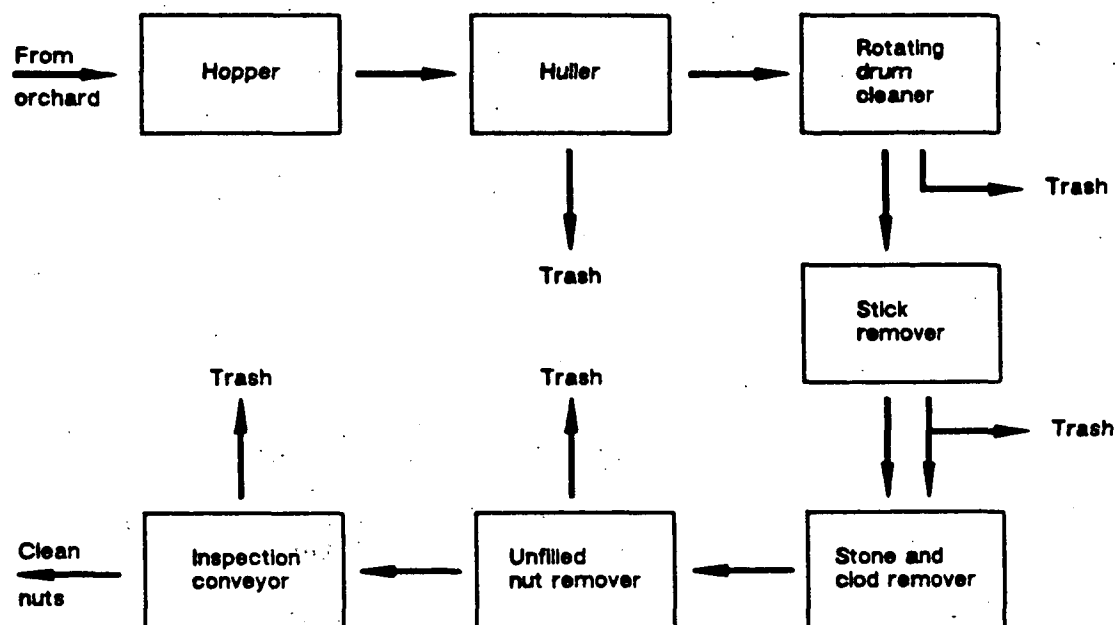 From
orchard
Hopper
Huller
Rotating
drum
cleaner
Trash
Trash
Stick
remover
Trash
Trash
Trash
Clean
nuts
Inspection
conveyor
Unfilled
nut remover
Stone and
clod remover